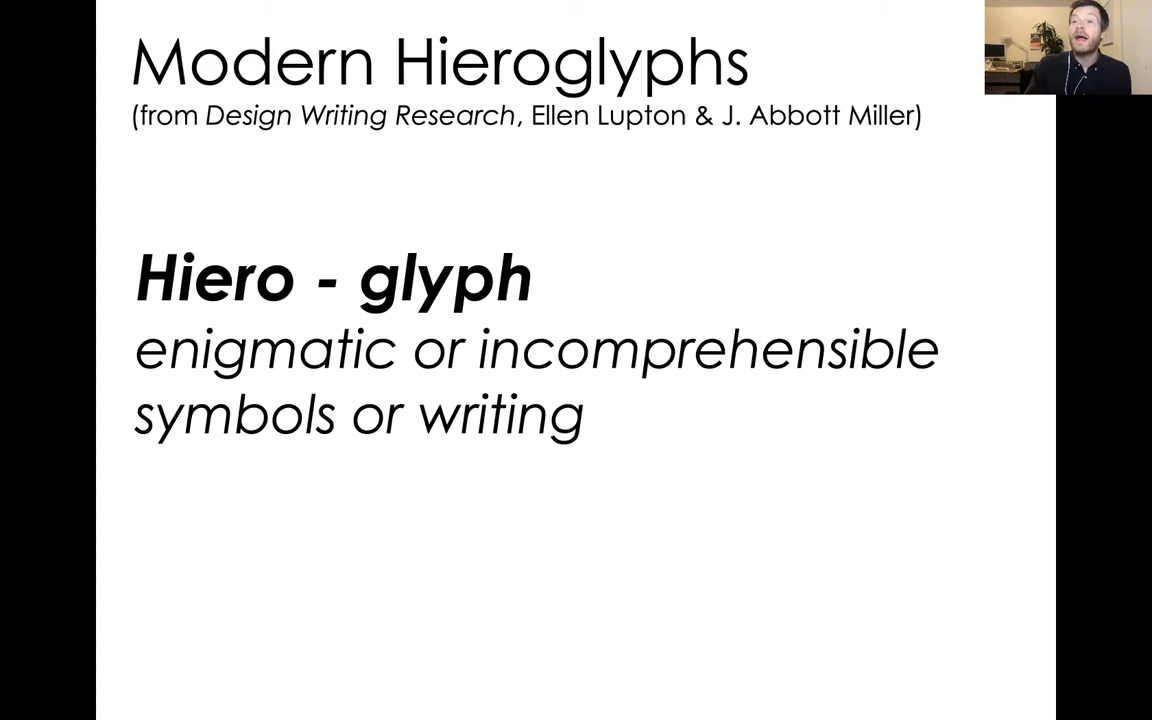 Modern Hieroglyphs
(from Design Writing Research, Ellen Lupton & J. Abbott Miller)
Hiero - glyph
enigmatic or incomprehensible
symbols or writing